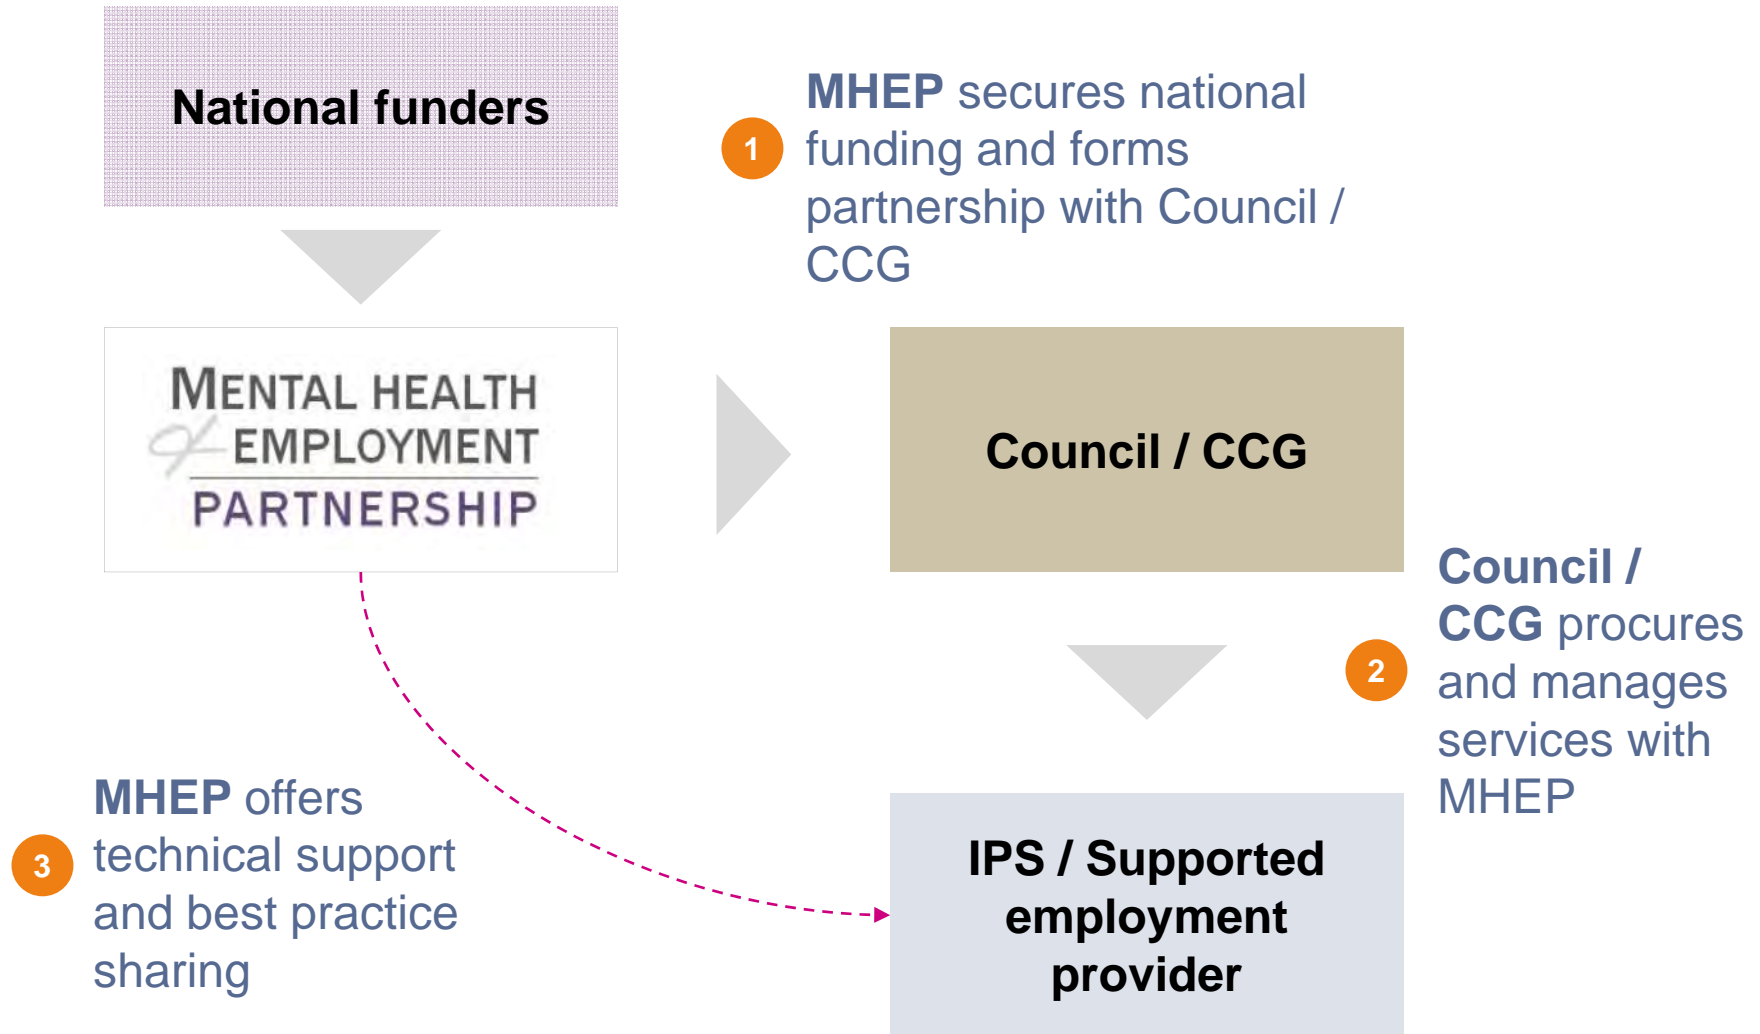 National funders
1
MHEP secures national
funding and forms
partnership with Council /
CCG
MENTAL HEALTH
& EMPLOYMENT
PARTNERSHIP
Council / CCG
2
Council /
CCG procures
and manages
services with
MHEP
3
MHEP offers
technical support
and best practice
sharing
IPS / Supported
employment
provider